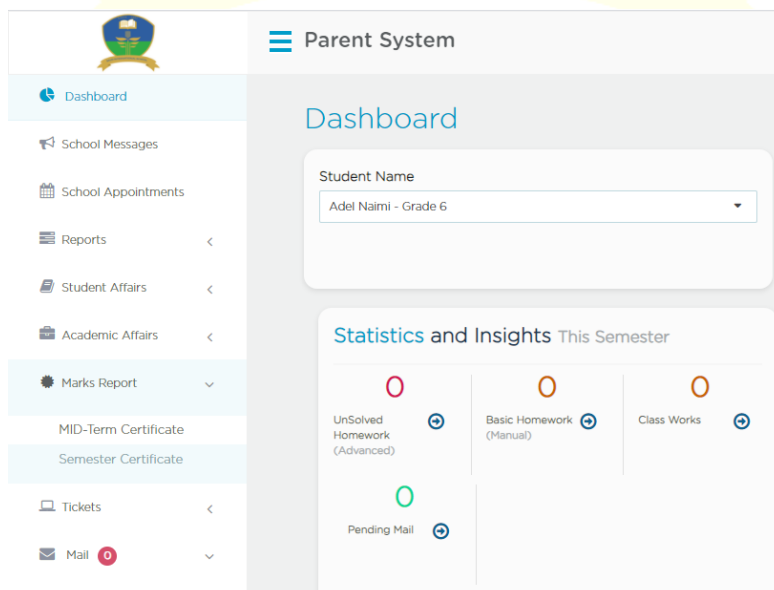 Parent System
Dashboard
School Messages
School Appointments
Reports
Student Affairs
Academic Affairs
Marks Report
MID-Term Certificate
Semester Certificate
Tickets
Mail 0
Dashboard
Student Name
Adel Naimi - Grade 6
Statistics and Insights This Semester
0
UnSolved
Homework
(Advanced)
0
Basic Homework
(Manual)
0
Class Works
0
Pending Mail